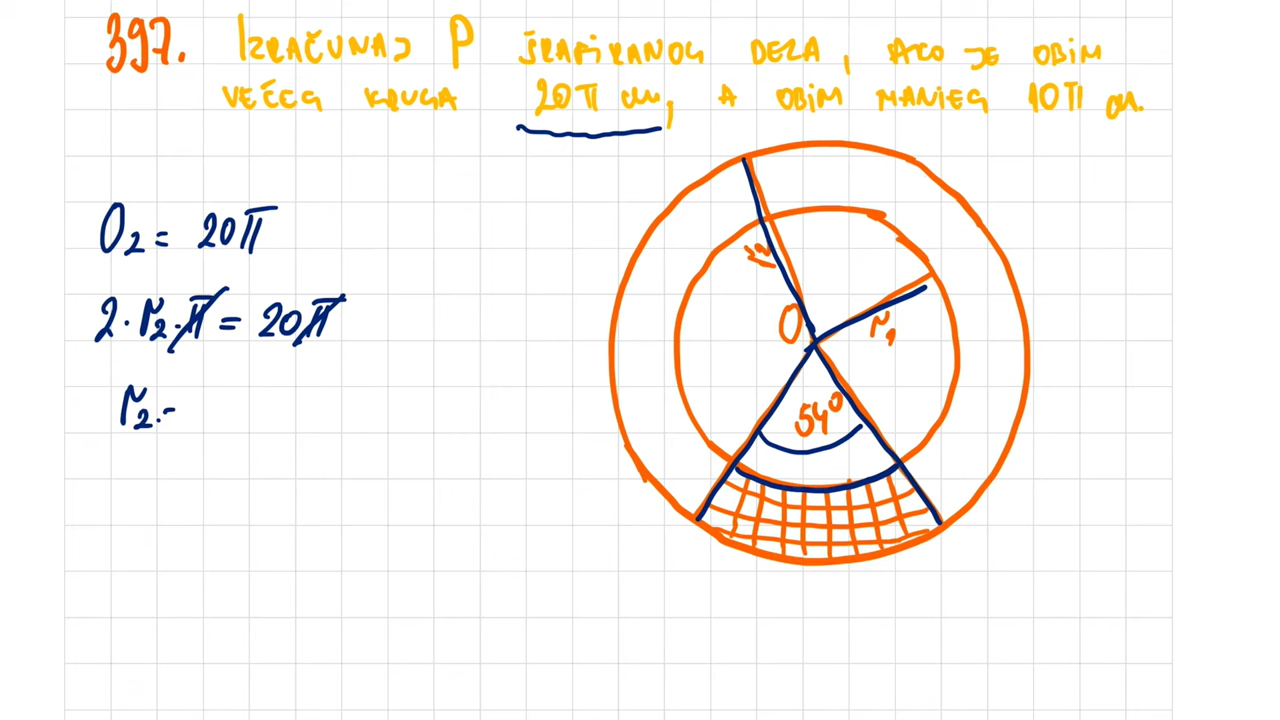 397. IZRAČUNAJ P ŠRAFIRANOG DELA, AKO JE OBIM
VEĆEG KRUGA 20π cm, A OBIM MANJEG 10π cm.
O₂ = 20π
2 · r₂ · π = 20π
r₂ =
r₂
O
r₁
54°